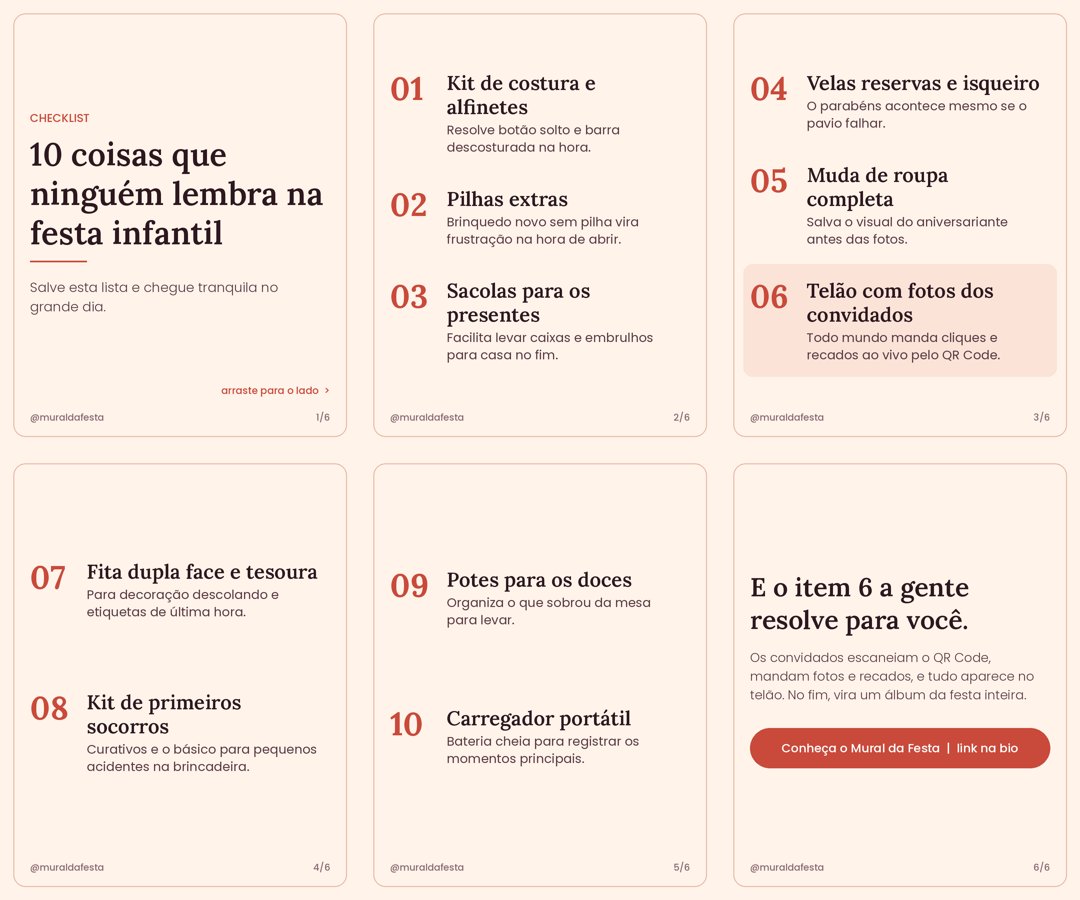 CHECKLIST
10 coisas que
ninguém lembra na
festa infantil
Salve esta lista e chegue tranquila no
grande dia.
arraste para o lado >
@muraldafesta
1/6
01
Kit de costura e
alfinetes
Resolve botão solto e barra
descosturada na hora.
02
Pilhas extras
Brinquedo novo sem pilha vira
frustração na hora de abrir.
03
Sacolas para os
presentes
Facilita levar caixas e embrulhos
para casa no fim.
@muraldafesta
2/6
04
Velas reservas e isqueiro
O parabéns acontece mesmo se o
pavio falhar.
05
Muda de roupa
completa
Salva o visual do aniversariante
antes das fotos.
06
Telão com fotos dos
convidados
Todo mundo manda cliques e
recados ao vivo pelo QR Code.
@muraldafesta
3/6
07
Fita dupla face e tesoura
Para decoração descolando e
etiquetas de última hora.
08
Kit de primeiros
socorros
Curativos e o básico para pequenos
acidentes na brincadeira.
@muraldafesta
4/6
09
Potes para os doces
Organiza o que sobrou da mesa
para levar.
10
Carregador portátil
Bateria cheia para registrar os
momentos principais.
@muraldafesta
5/6
E o item 6 a gente
resolve para você.
Os convidados escaneiam o QR Code,
mandam fotos e recados, e tudo aparece no
telão. No fim, vira um álbum da festa inteira.
Conheça o Mural da Festa | link na bio
@muraldafesta
6/6